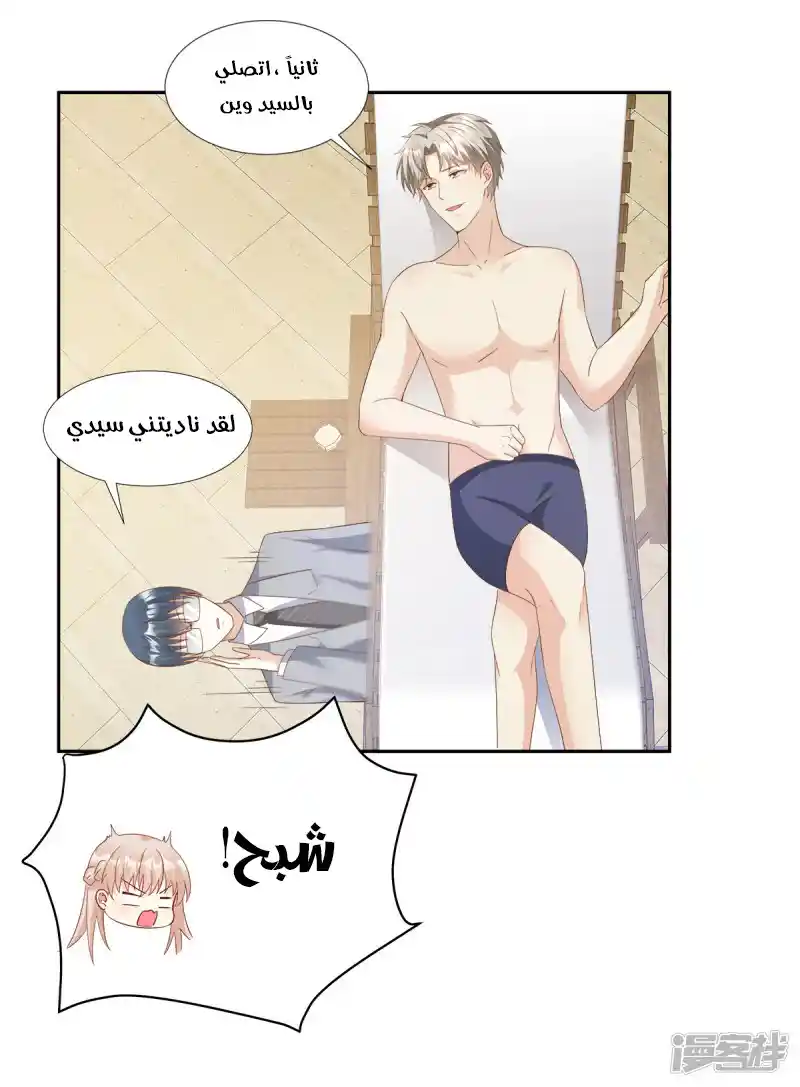 ثانياً ،اتصلي
بالسيد وين
لقد ناديتني سيدي
شبح!
漫客栈